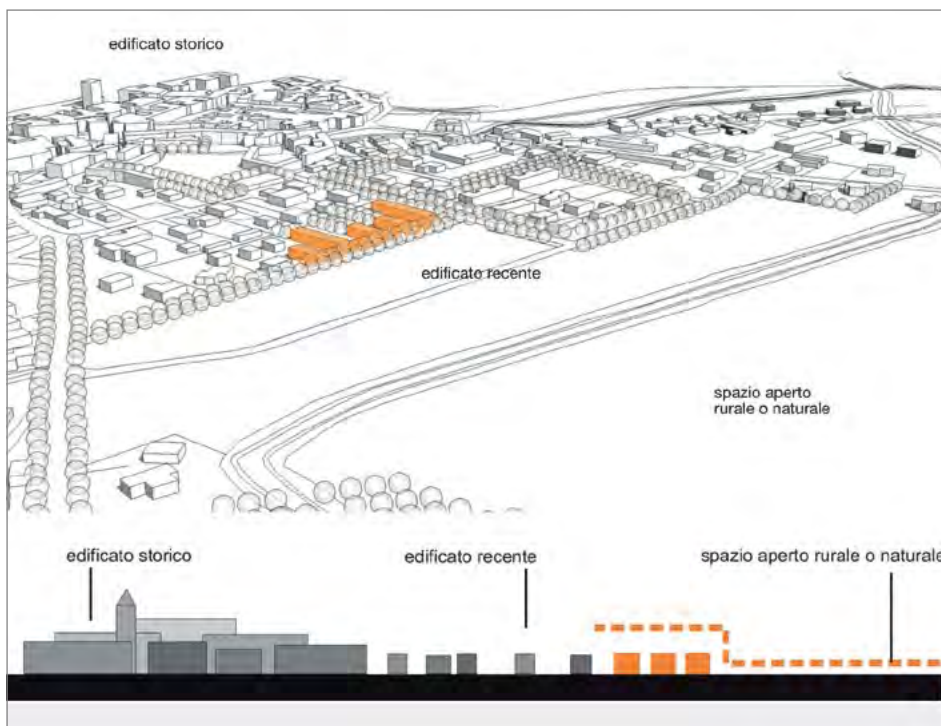 edificato storico
edificato recente
spazio aperto
rurale o naturale
edificato storico
edificato recente
spazio aperto rurale o naturale